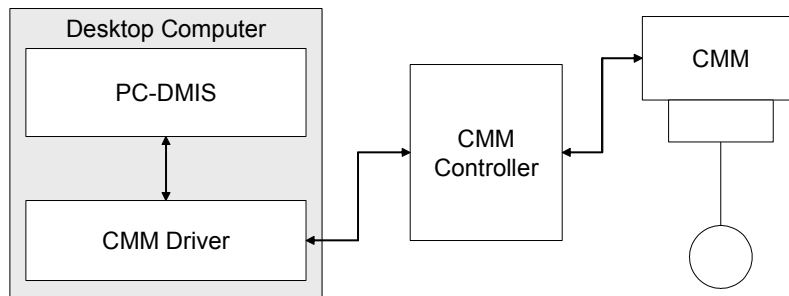 Desktop Computer
PC-DMIS
CMM Driver
CMM
Controller
CMM